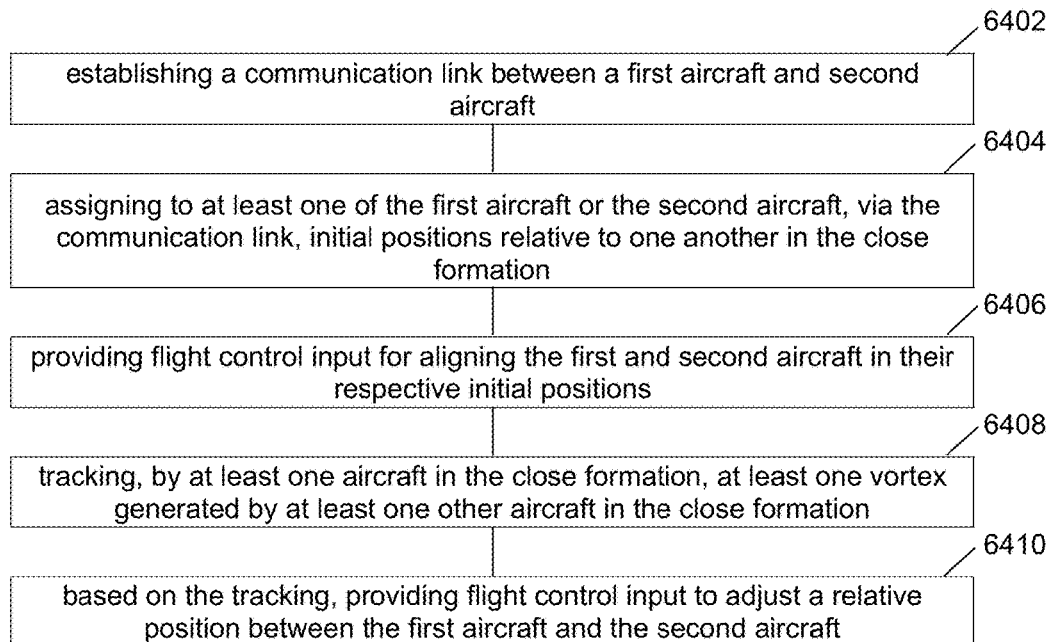 6402
establishing a communication link between a first aircraft and second
aircraft
6404
assigning to at least one of the first aircraft or the second aircraft, via the
communication link, initial positions relative to one another in the close
formation
6406
providing flight control input for aligning the first and second aircraft in their
respective initial positions
6408
tracking, by at least one aircraft in the close formation, at least one vortex
generated by at least one other aircraft in the close formation
6410
based on the tracking, providing flight control input to adjust a relative
position between the first aircraft and the second aircraft